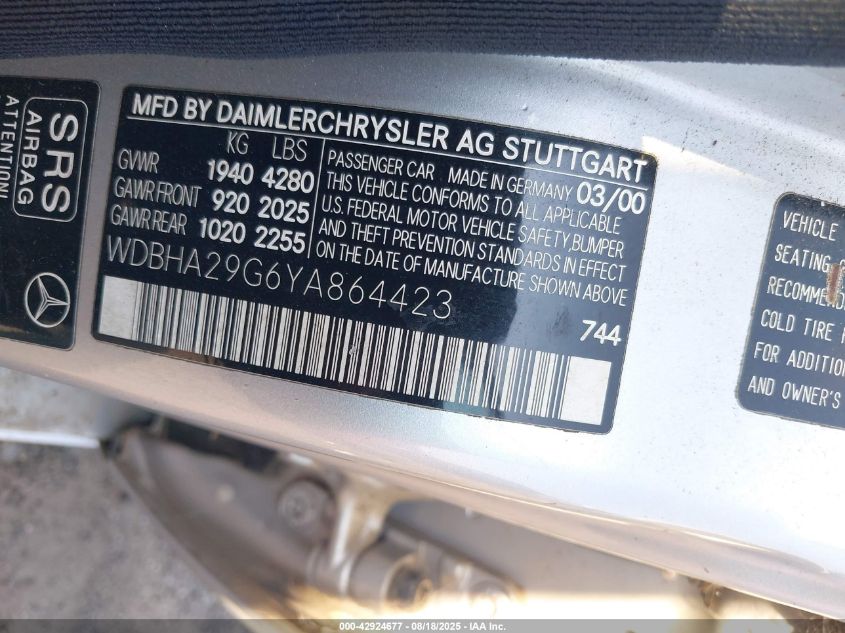 SRS
AIRBAG
ATTENTION!
MFD BY DAIMLERCHRYSLER AG STUTTGART
KG LBS
GVWR 1940 4280
GAWR FRONT 920 2025
GAWR REAR 1020 2255
PASSENGER CAR MADE IN GERMANY 03/00
THIS VEHICLE CONFORMS TO ALL APPLICABLE
U.S. FEDERAL MOTOR VEHICLE SAFETY,BUMPER
AND THEFT PREVENTION STANDARDS IN EFFECT
ON THE DATE OF MANUFACTURE SHOWN ABOVE
WDBHA29G6YA864423
744
VEHICLE
SEATING
COLD TIRE
FOR ADDITION
AND OWNER'S
000-42924677 - 08/18/2025 - IAA Inc.